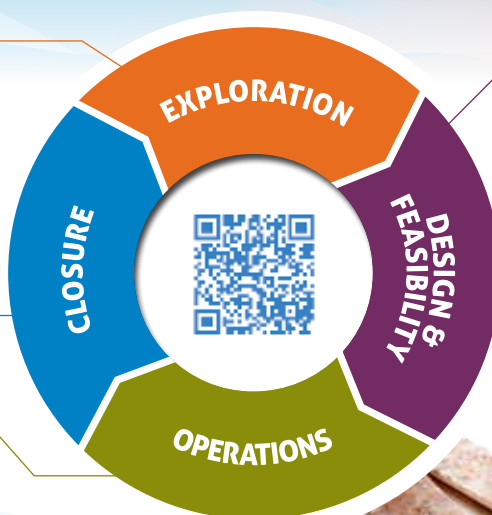 EXPLORATION
DESIGN &
FEASIBILITY
OPERATIONS
CLOSURE